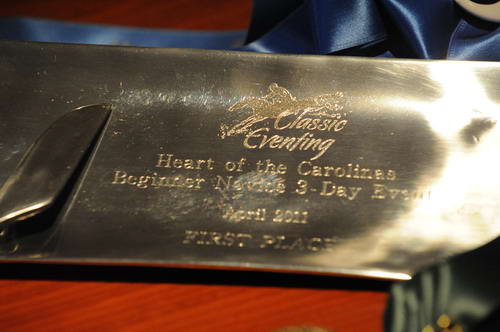 Classic
Eventing
Heart of the Carolinas
Beginner Novice 3-Day Event
April 2011
FIRST PLACE